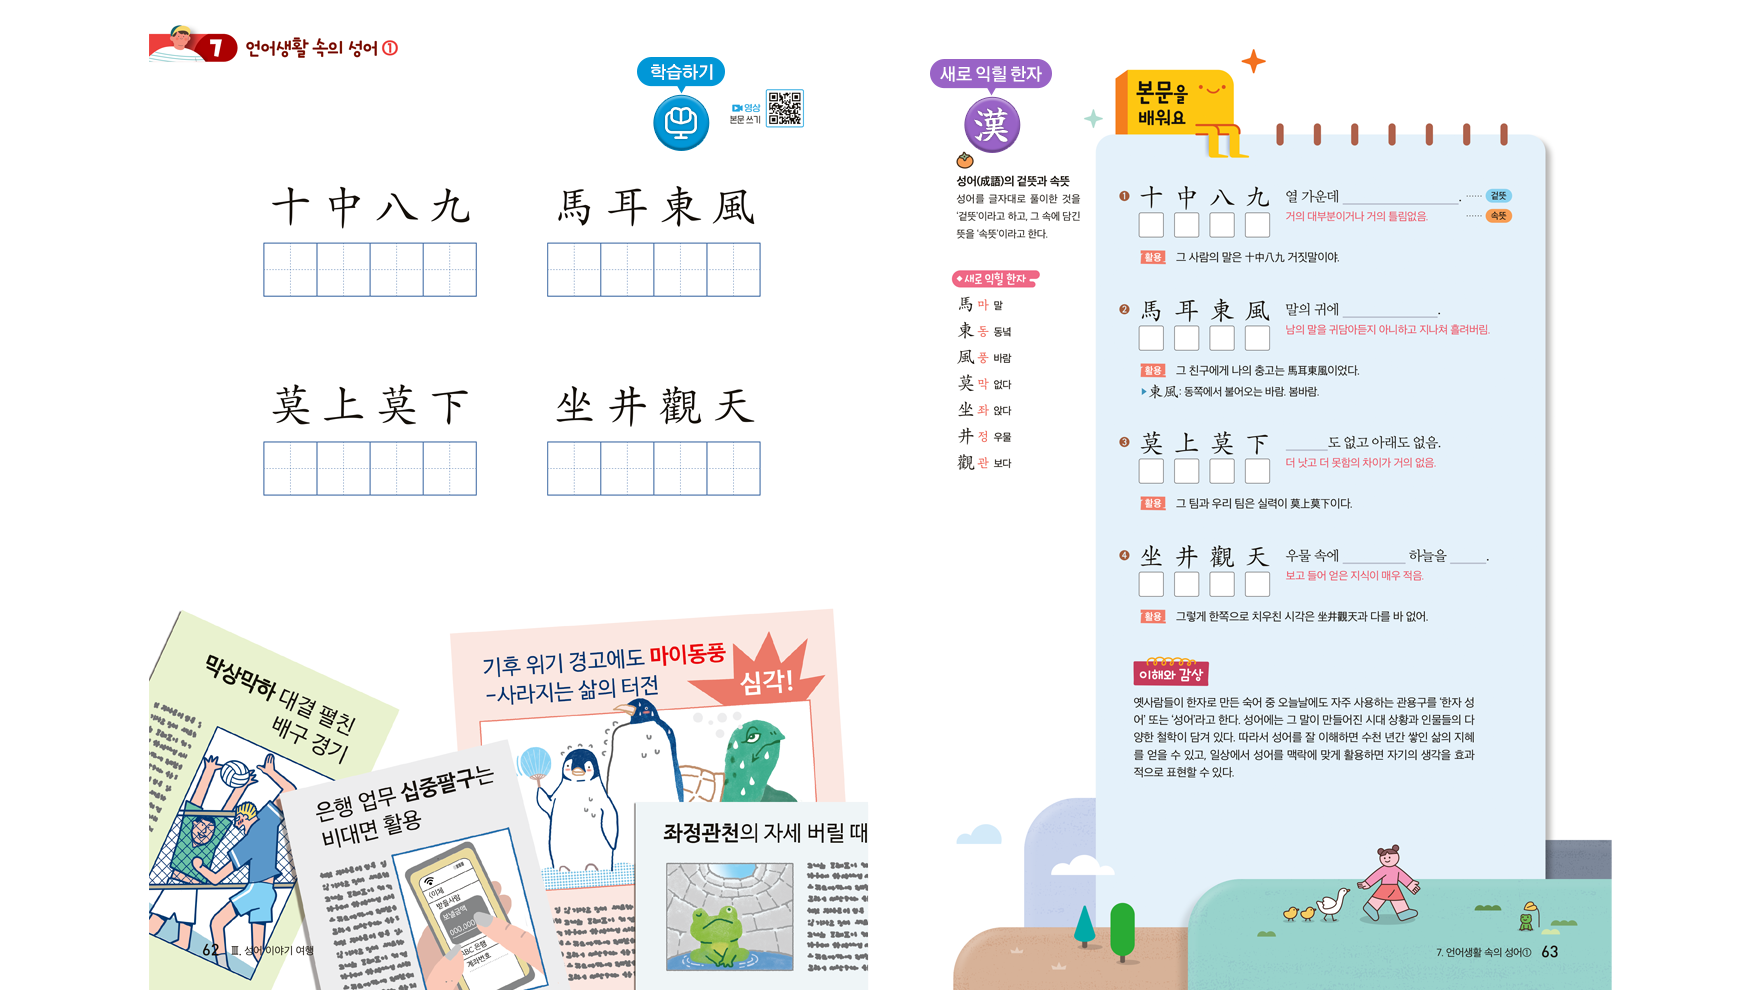 7 언어생활 속의 성어 ①
학습하기
영상
본문 쓰기
十中八九
馬耳東風
莫上莫下
坐井觀天
막상막하 대결 펼친
배구 경기
은행 업무 십중팔구는
비대면 활용
기후 위기 경고에도 마이동풍
-사라지는 삶의 터전
심각!
좌정관천의 자세 버릴 때
이체
받을사람
보낼금액
000,000
ABC 은행
계좌번호
62 Ⅲ. 성어 이야기 여행
새로 익힐 한자
漢
성어(成語)의 겉뜻과 속뜻
성어를 글자대로 풀이한 것을
'겉뜻'이라고 하고, 그 속에 담긴
뜻을 '속뜻'이라고 한다.
새로 익힐 한자
馬 마 말
東 동 동녘
風 풍 바람
莫 막 없다
坐 좌 앉다
井 정 우물
觀 관 보다
본문을
배워요
❶ 十中八九 열 가운데 ____________. ······ 겉뜻
거의 대부분이거나 거의 틀림없음. ······ 속뜻
활용 그 사람의 말은 十中八九 거짓말이야.
❷ 馬耳東風 말의 귀에 __________.
남의 말을 귀담아듣지 아니하고 지나쳐 흘려버림.
활용 그 친구에게 나의 충고는 馬耳東風이었다.
▶東風: 동쪽에서 불어오는 바람. 봄바람.
❸ 莫上莫下 ____도 없고 아래도 없음.
더 낫고 더 못함의 차이가 거의 없음.
활용 그 팀과 우리 팀은 실력이 莫上莫下이다.
❹ 坐井觀天 우물 속에 ______ 하늘을 ____.
보고 들어 얻은 지식이 매우 적음.
활용 그렇게 한쪽으로 치우친 시각은 坐井觀天과 다를 바 없어.
이해와 감상
옛사람들이 한자로 만든 숙어 중 오늘날에도 자주 사용하는 관용구를 '한자 성
어' 또는 '성어'라고 한다. 성어에는 그 말이 만들어진 시대 상황과 인물들의 다
양한 철학이 담겨 있다. 따라서 성어를 잘 이해하면 수천 년간 쌓인 삶의 지혜
를 얻을 수 있고, 일상에서 성어를 맥락에 맞게 활용하면 자기의 생각을 효과
적으로 표현할 수 있다.
7. 언어생활 속의 성어① 63